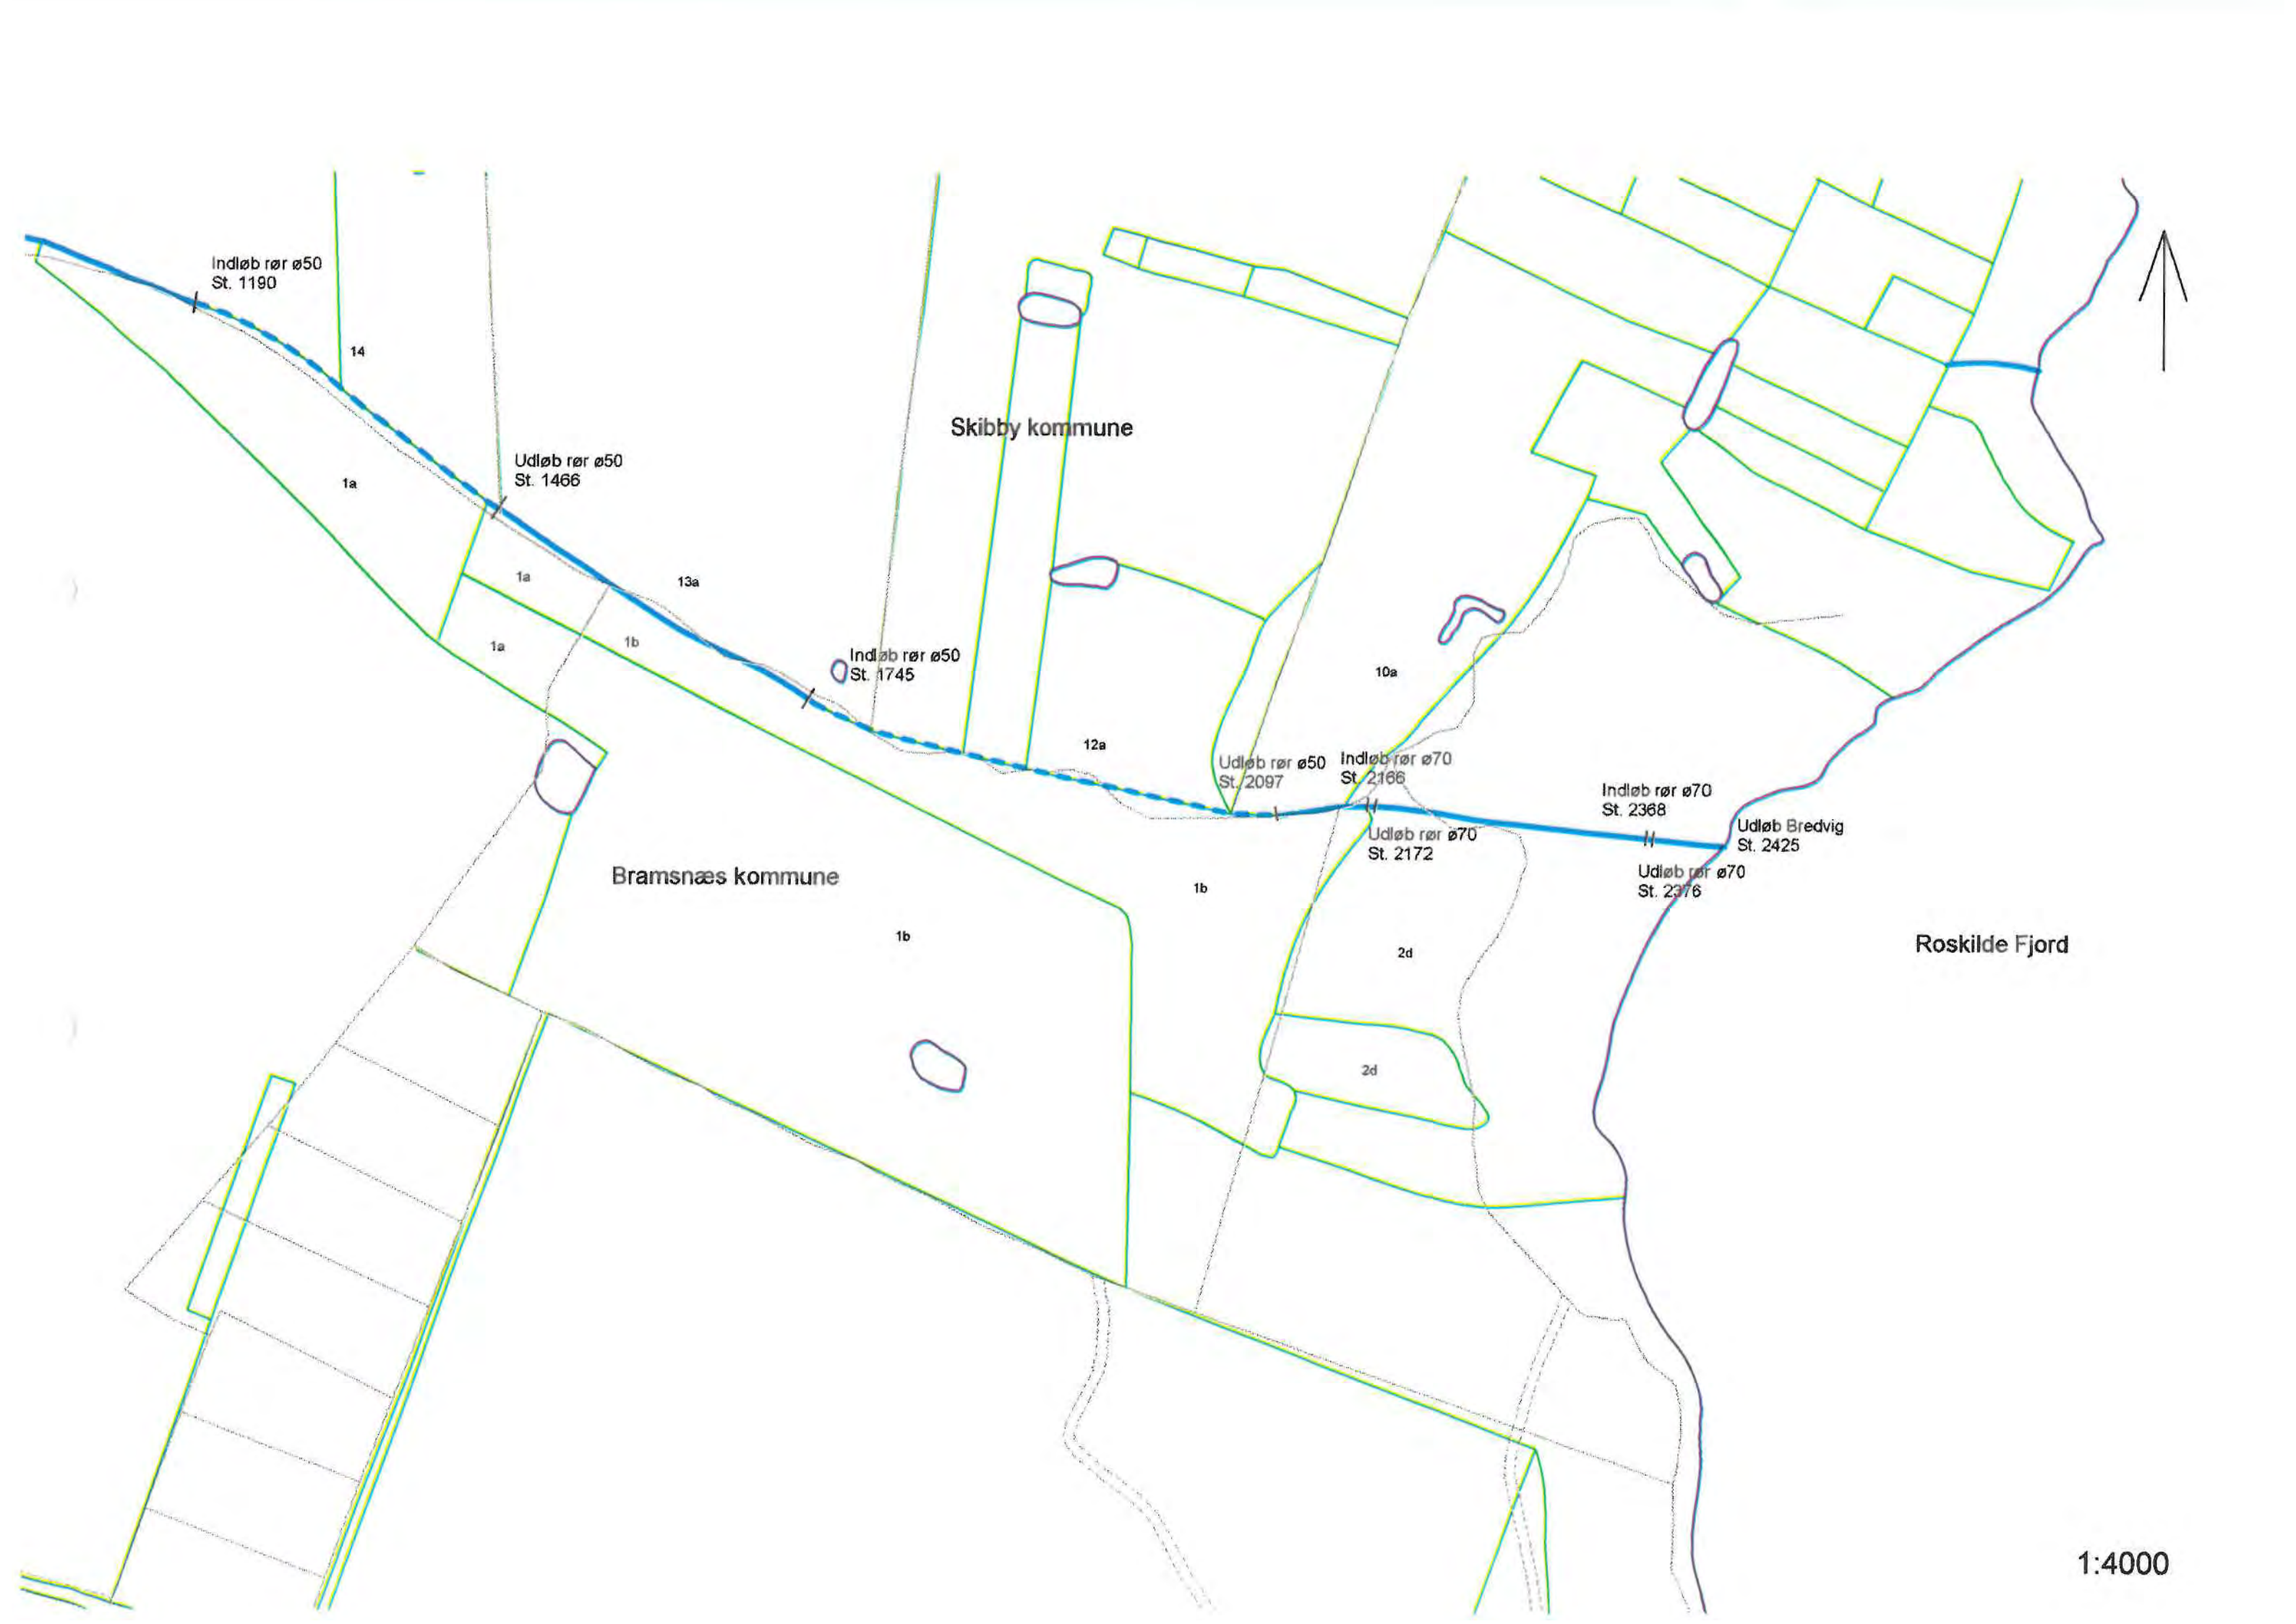 Indløb rør ø50
St. 1190
14
Skibby kommune
Udløb rør ø50
St. 1466
1a
1a
13a
1b
1a
Indløb rør ø50
St. 1745
10a
12a
Udløb rør ø50
St. 2097
Indløb rør ø70
St. 2166
Indløb rør ø70
St. 2368
Udløb Bredvig
St. 2425
Udløb rør ø70
St. 2172
Udløb rør ø70
St. 2376
Bramsnæs kommune
1b
1b
2d
Roskilde Fjord
2d
1:4000